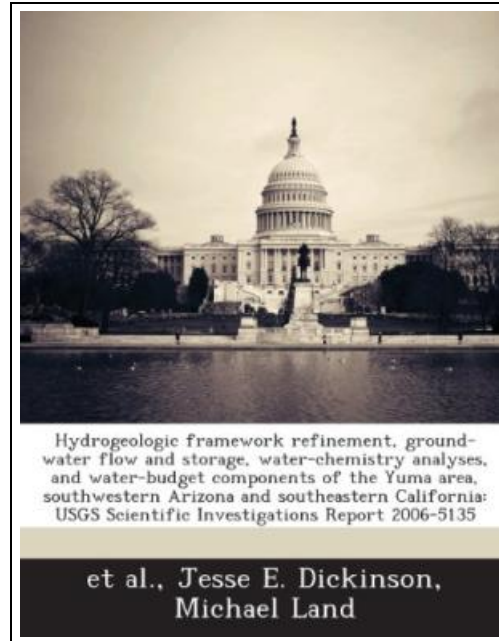 Hydrogeologic framework refinement, ground-
water flow and storage, water-chemistry analyses,
and water-budget components of the Yuma area,
southwestern Arizona and southeastern California:
USGS Scientific Investigations Report 2006-5135
et al., Jesse E. Dickinson,
Michael Land